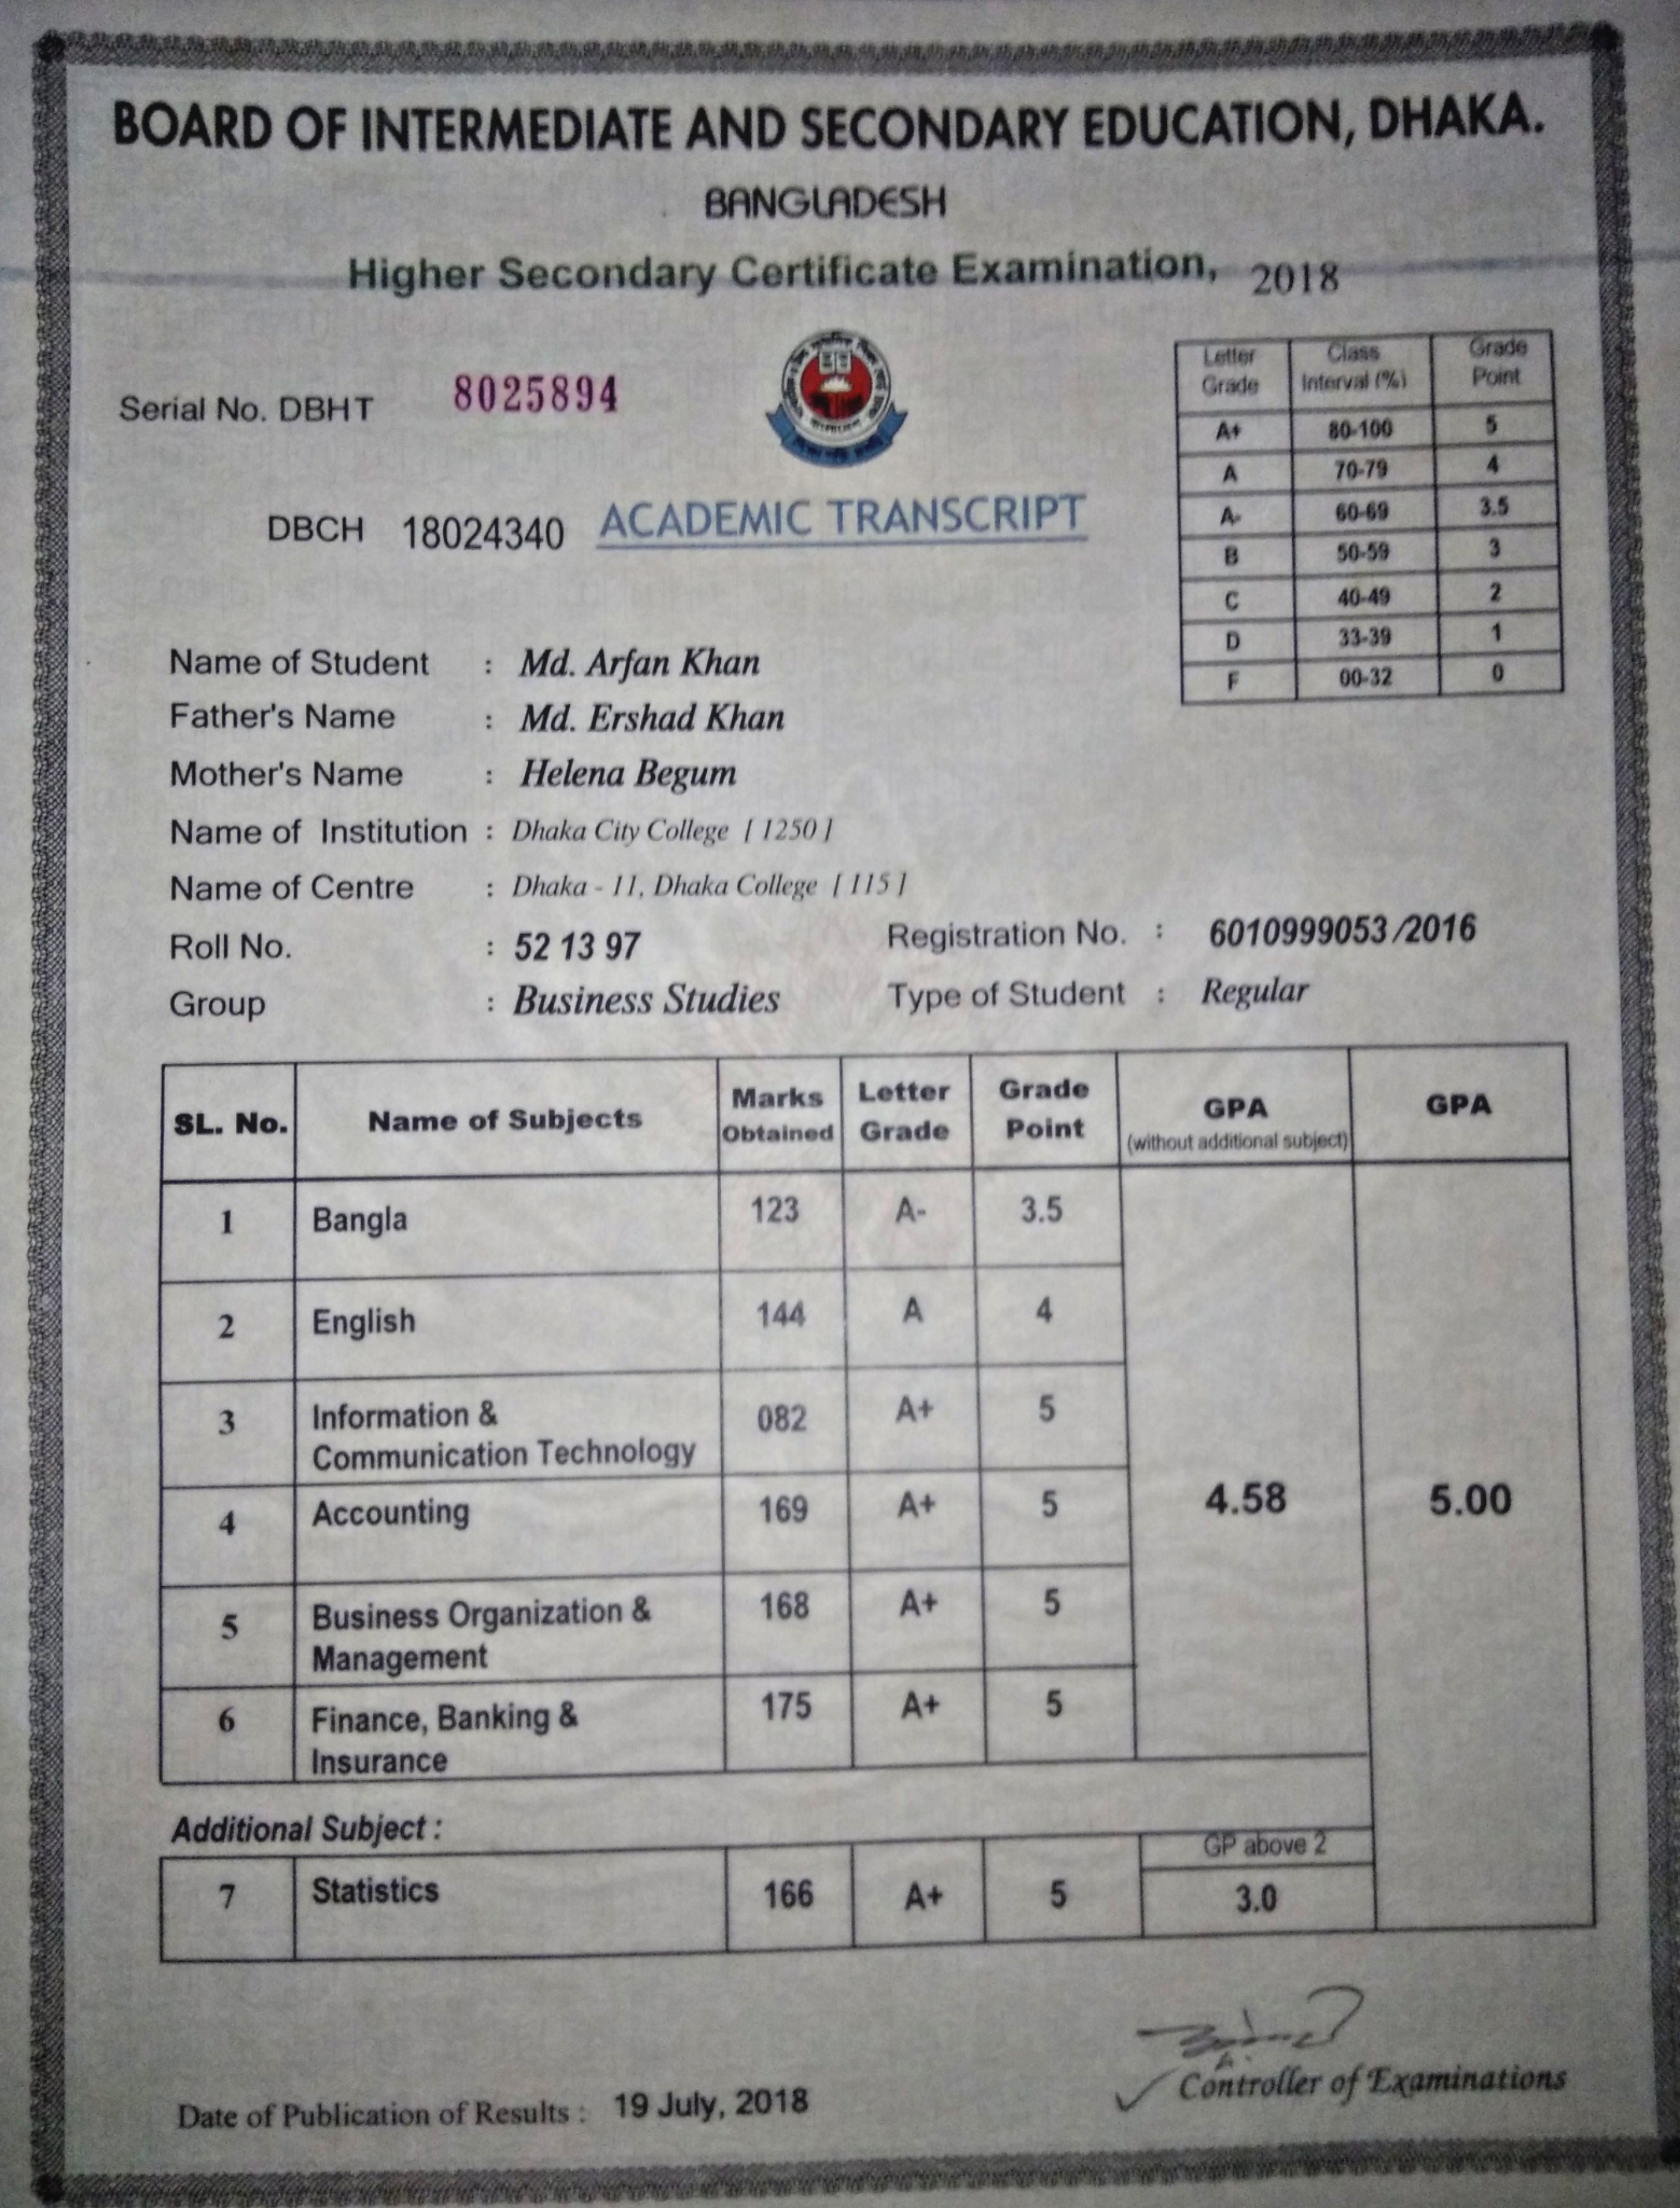 BOARD OF INTERMEDIATE AND SECONDARY EDUCATION, DHAKA.
BANGLADESH
Higher Secondary Certificate Examination, 2018
Serial No. DBHT 8025894
DBCH 18024340 ACADEMIC TRANSCRIPT
Letter Grade Class Interval (%) Grade Point
A+ 80-100 5
A 70-79 4
A- 60-69 3.5
B 50-59 3
C 40-49 2
D 33-39 1
F 00-32 0
Name of Student : Md. Arfan Khan
Father's Name : Md. Ershad Khan
Mother's Name : Helena Begum
Name of Institution : Dhaka City College [ 1250 ]
Name of Centre : Dhaka - 11, Dhaka College [ 115 ]
Roll No. : 52 13 97 Registration No. : 6010999053 /2016
Group : Business Studies Type of Student : Regular
SL. No. Name of Subjects Marks Obtained Letter Grade Grade Point GPA (without additional subject) GPA
1 Bangla 123 A- 3.5
2 English 144 A 4
3 Information & Communication Technology 082 A+ 5
4 Accounting 169 A+ 5 4.58 5.00
5 Business Organization & Management 168 A+ 5
6 Finance, Banking & Insurance 175 A+ 5
Additional Subject :
GP above 2
7 Statistics 166 A+ 5 3.0
Controller of Examinations
Date of Publication of Results : 19 July, 2018